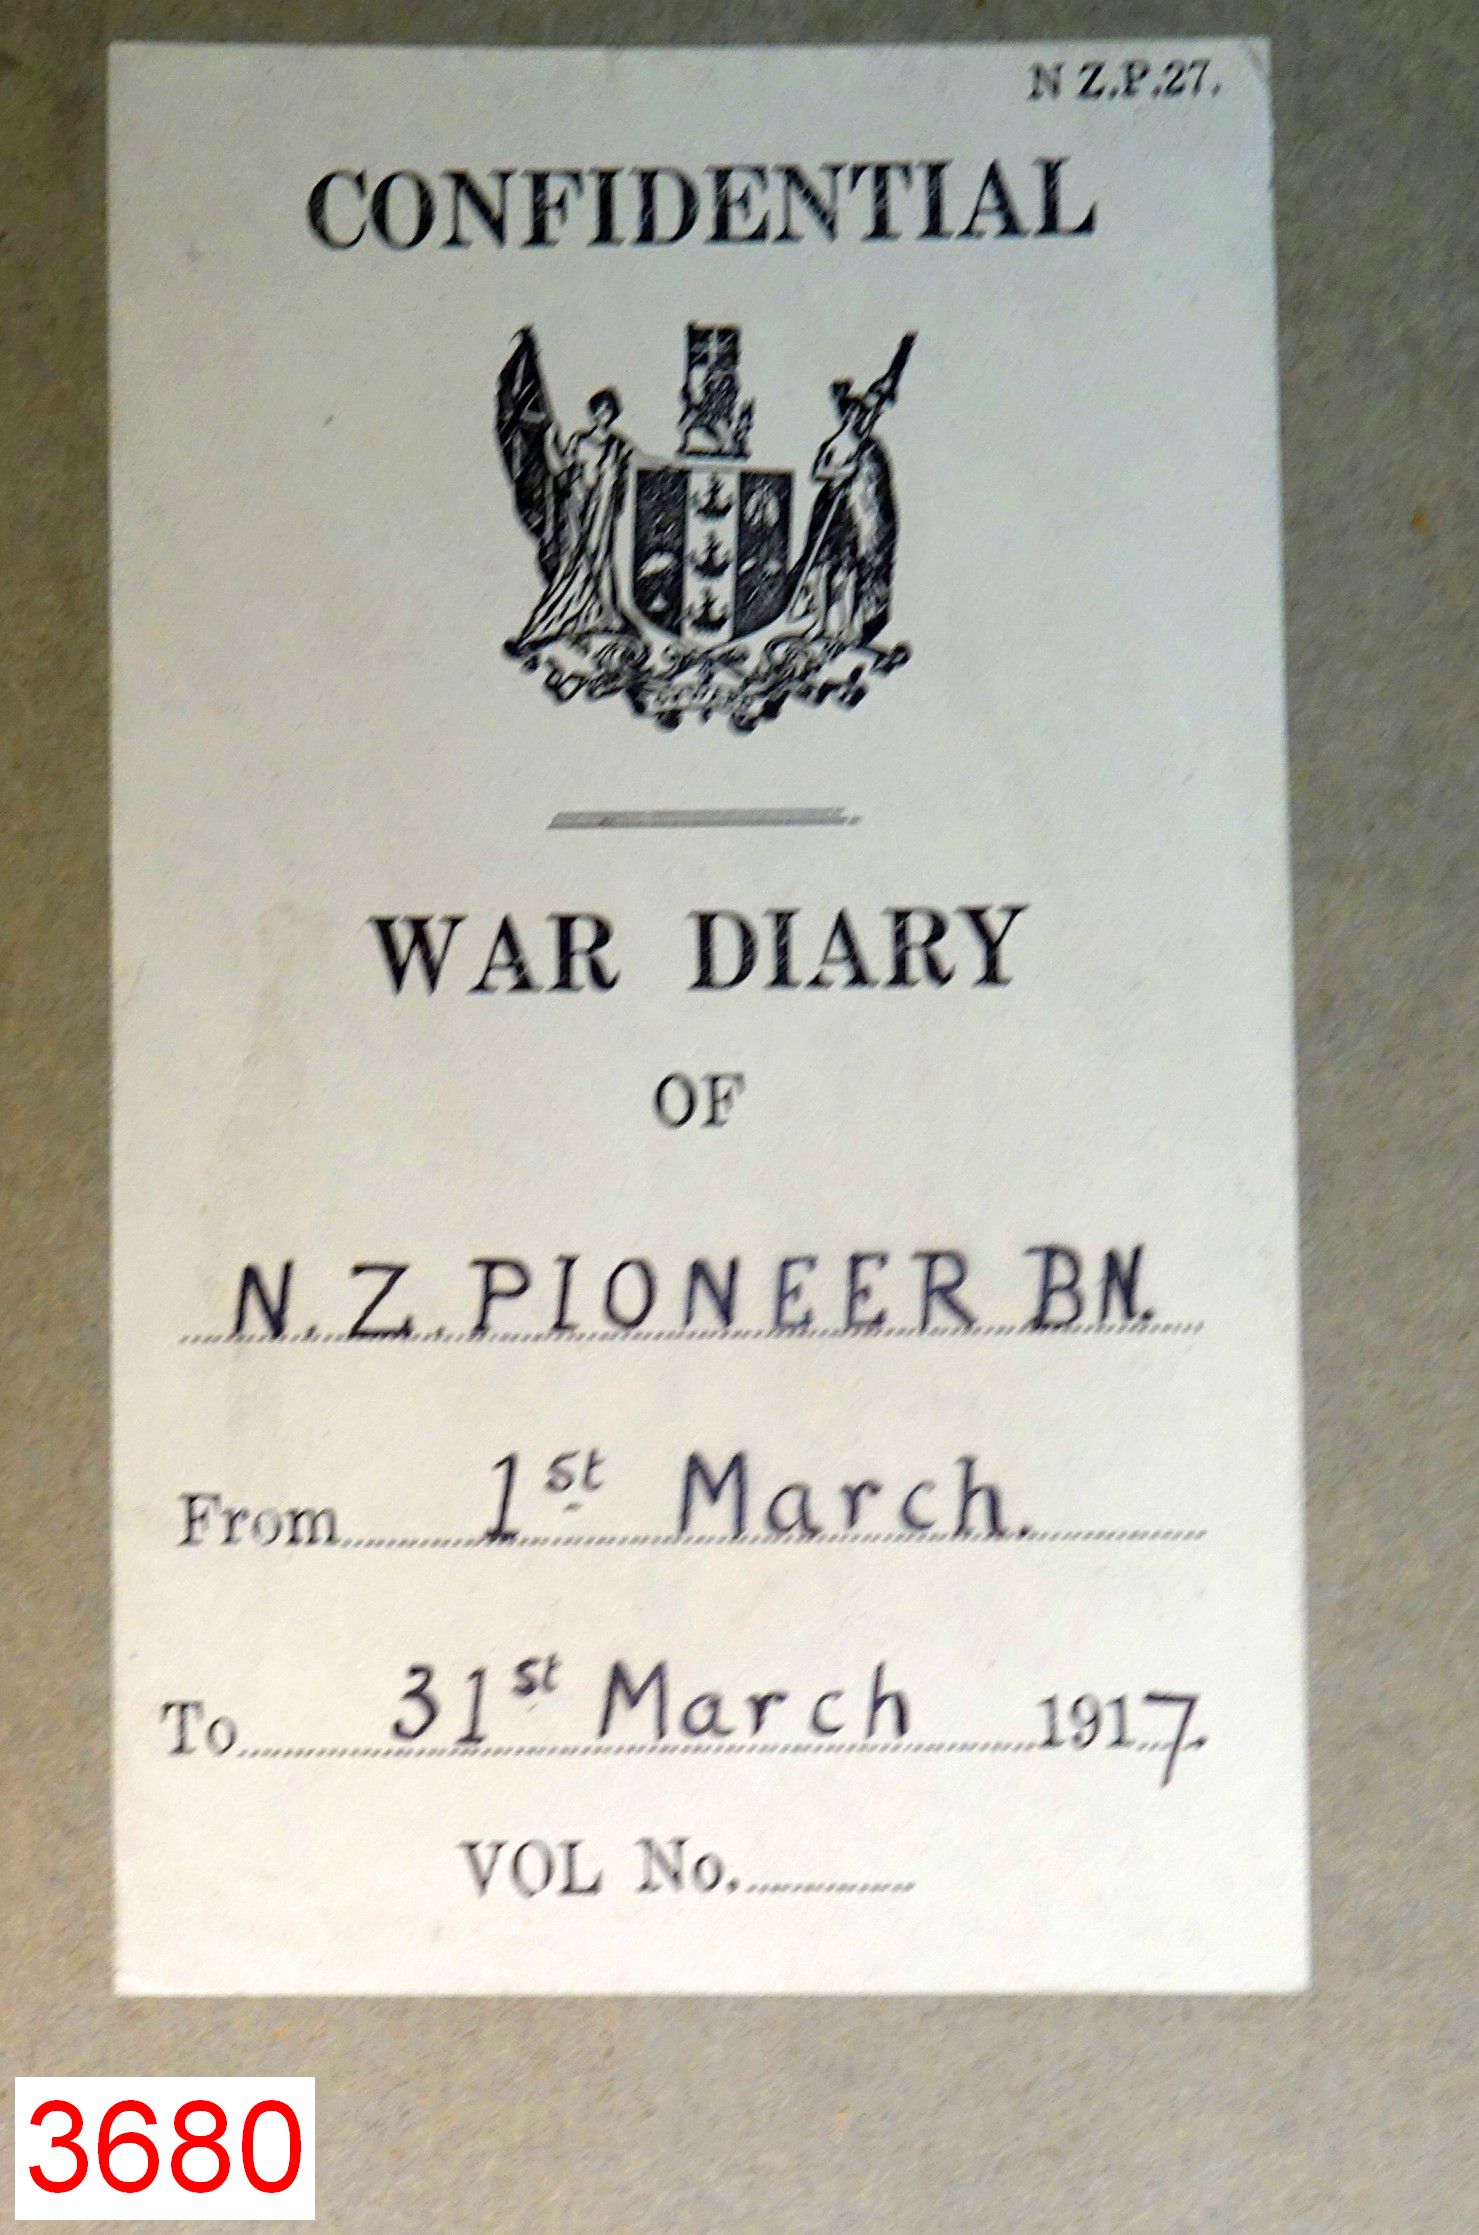 N Z.P.27.
CONFIDENTIAL
WAR DIARY
OF
N.Z.PIONEER BN.
From 1st March.
To 31st March 1917.
VOL No.
3680